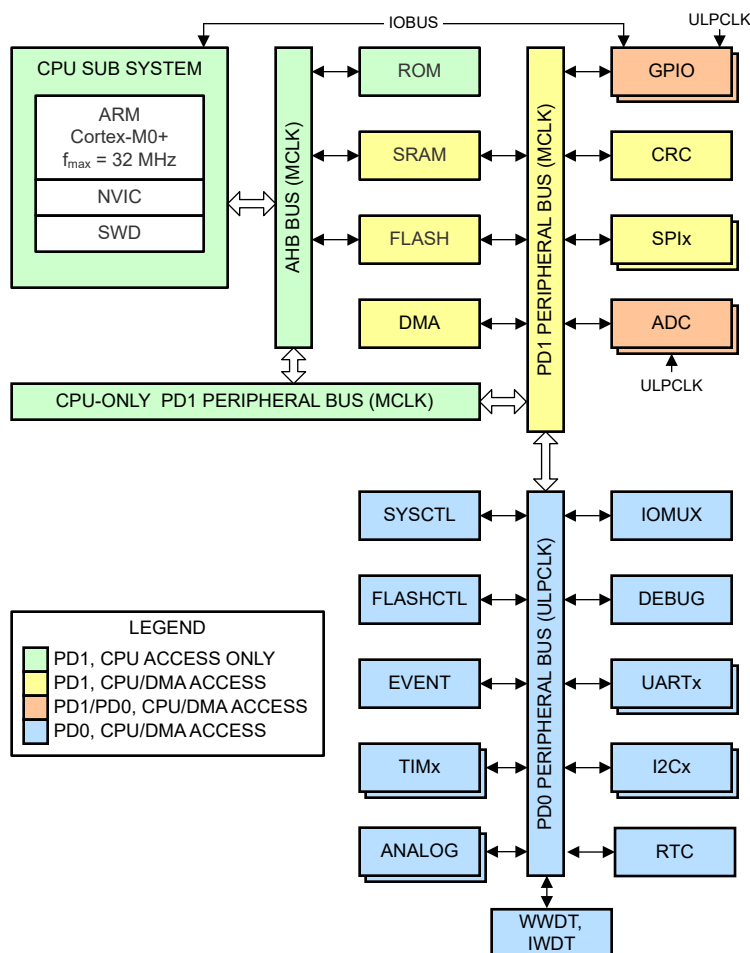 IOBUS
ULPCLK
CPU SUB SYSTEM
ARM
Cortex-M0+
fmax = 32 MHz
NVIC
SWD
AHB BUS (MCLK)
ROM
SRAM
FLASH
DMA
PD1 PERIPHERAL BUS (MCLK)
GPIO
CRC
SPIx
ADC
ULPCLK
CPU-ONLY PD1 PERIPHERAL BUS (MCLK)
SYSCTL
FLASHCTL
EVENT
TIMx
ANALOG
PD0 PERIPHERAL BUS (ULPCLK)
IOMUX
DEBUG
UARTx
I2Cx
RTC
WWDT,
IWDT
LEGEND
PD1, CPU ACCESS ONLY
PD1, CPU/DMA ACCESS
PD1/PD0, CPU/DMA ACCESS
PD0, CPU/DMA ACCESS